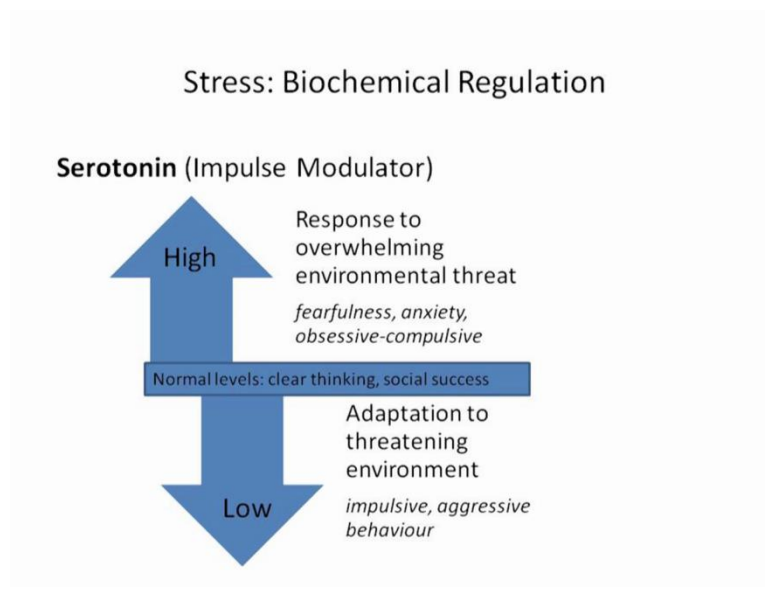 Stress: Biochemical Regulation
Serotonin (Impulse Modulator)
High
Response to
overwhelming
environmental threat
fearfulness, anxiety,
obsessive-compulsive
Normal levels: clear thinking, social success
Adaptation to
threatening
environment
Low
impulsive, aggressive
behaviour